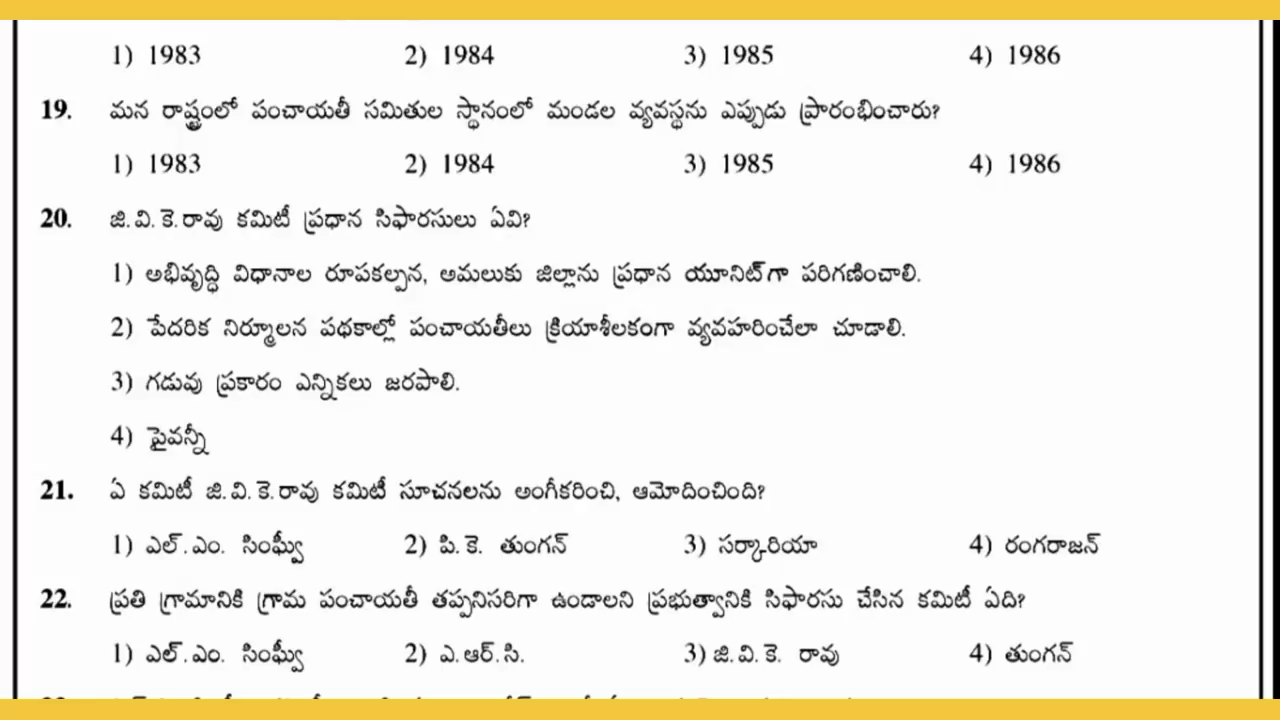 1) 1983 2) 1984 3) 1985 4) 1986
19. మన రాష్ట్రంలో పంచాయతీ సమితుల స్థానంలో మండల వ్యవస్థను ఎప్పుడు ప్రారంభించారు?
1) 1983 2) 1984 3) 1985 4) 1986
20. జి.వి.కె.రావు కమిటీ ప్రధాన సిఫారసులు ఏవి?
1) అభివృద్ధి విధానాల రూపకల్పన, అమలుకు జిల్లాను ప్రధాన యూనిట్‌గా పరిగణించాలి.
2) పేదరిక నిర్మూలన పథకాల్లో పంచాయతీలు క్రియాశీలకంగా వ్యవహరించేలా చూడాలి.
3) గడువు ప్రకారం ఎన్నికలు జరపాలి.
4) పైవన్నీ
21. ఏ కమిటీ జి.వి.కె.రావు కమిటీ సూచనలను అంగీకరించి, ఆమోదించింది?
1) ఎల్.ఎం. సింఘ్వీ 2) పి.కె. తుంగన్ 3) సర్కారియా 4) రంగరాజన్
22. ప్రతి గ్రామానికి గ్రామ పంచాయతీ తప్పనిసరిగా ఉండాలని ప్రభుత్వానికి సిఫారసు చేసిన కమిటీ ఏది?
1) ఎల్.ఎం. సింఘ్వీ 2) ఎ.ఆర్.సి. 3) జి.వి.కె. రావు 4) తుంగన్